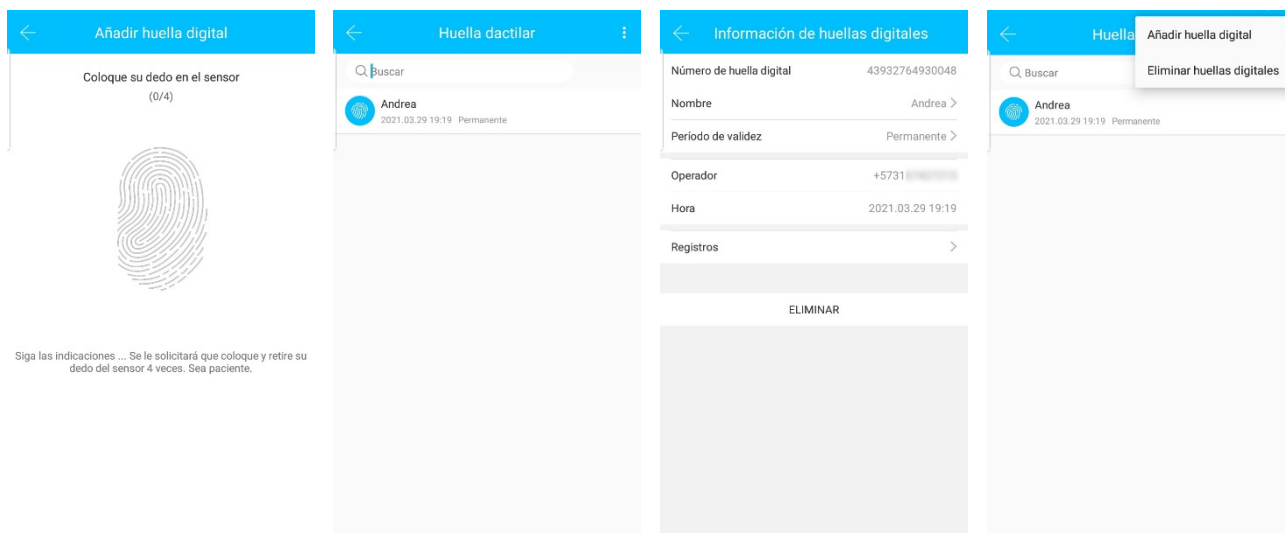 Añadir huella digital
Coloque su dedo en el sensor
(0/4)
Siga las indicaciones ... Se le solicitará que coloque y retire su
dedo del sensor 4 veces. Sea paciente.
Huella dactilar
Buscar
Andrea
2021.03.29 19:19 Permanente
Información de huellas digitales
Número de huella digital 43932764930048
Nombre Andrea
Período de validez Permanente
Operador +5731
Hora 2021.03.29 19:19
Registros
ELIMINAR
Huella
Añadir huella digital
Eliminar huellas digitales
Buscar
Andrea
2021.03.29 19:19 Permanente